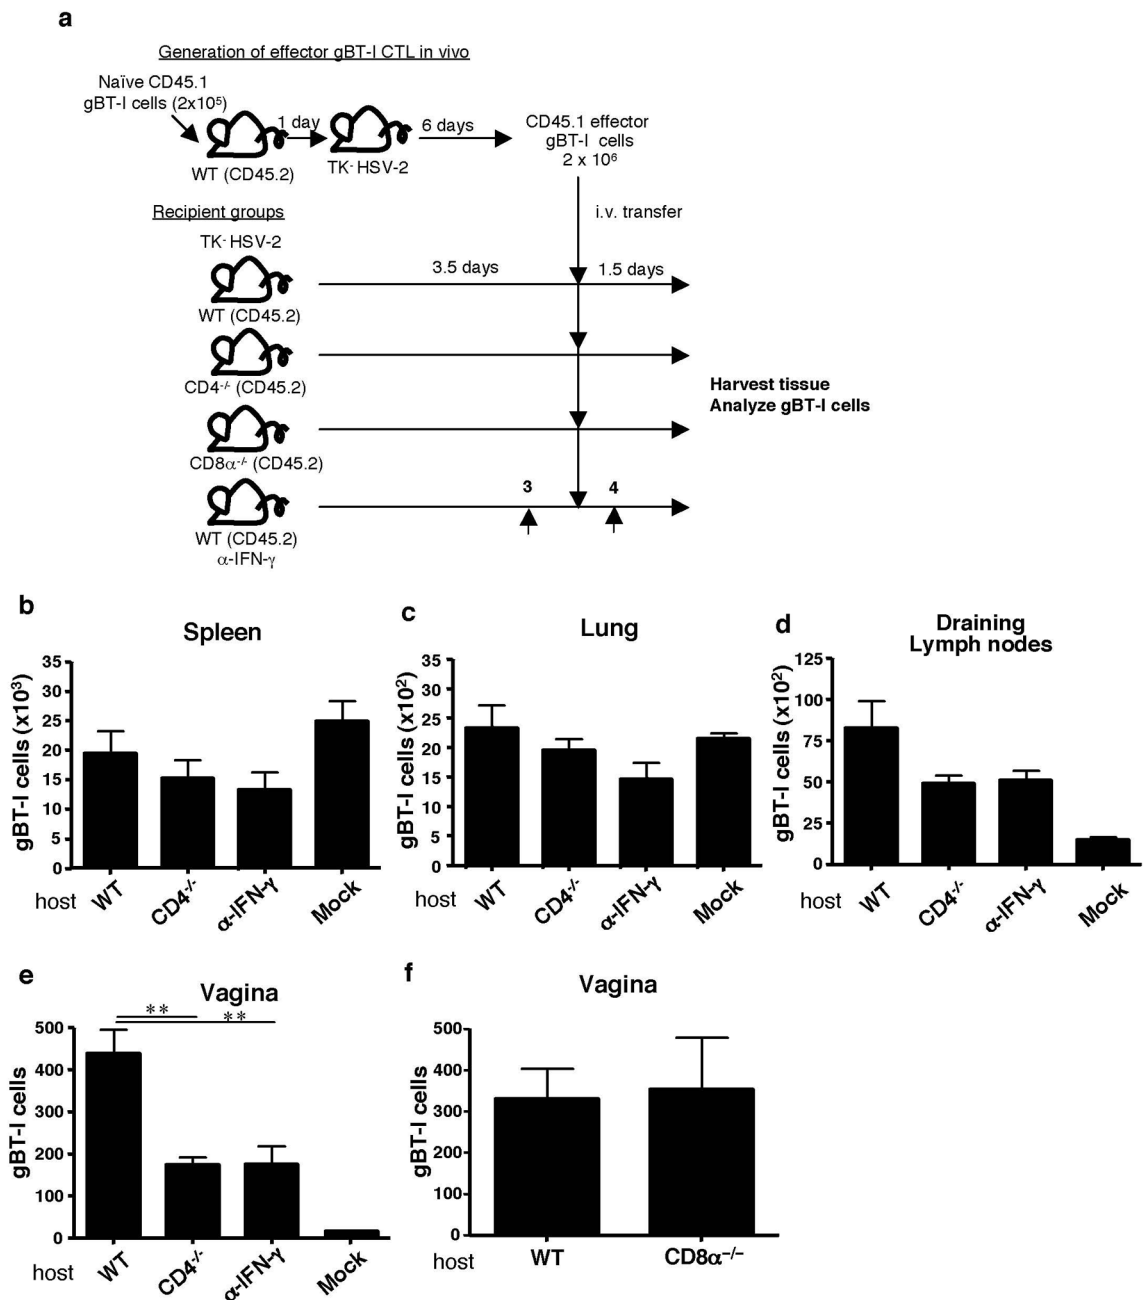 a
Generation of effector gBT-I CTL in vivo
Naïve CD45.1
gBT-I cells (2x10⁵)
1 day
6 days
WT (CD45.2)
TK- HSV-2
CD45.1 effector
gBT-I cells
2 x 10⁶
i.v. transfer
Recipient groups
TK- HSV-2
3.5 days
1.5 days
WT (CD45.2)
CD4-/- (CD45.2)
Harvest tissue
Analyze gBT-I cells
CD8α-/- (CD45.2)
3
4
WT (CD45.2)
α-IFN-γ
b
Spleen
gBT-I cells (x10³)
35
30
25
20
15
10
5
0
host
WT
CD4-/-
α-IFN-γ
Mock
c
Lung
gBT-I cells (x10²)
35
30
25
20
15
10
5
0
host
WT
CD4-/-
α-IFN-γ
Mock
d
Draining
Lymph nodes
gBT-I cells (x10²)
125
100
75
50
25
0
host
WT
CD4-/-
α-IFN-γ
Mock
e
Vagina
**
**
gBT-I cells
500
400
300
200
100
0
host
WT
CD4-/-
α-IFN-γ
Mock
f
Vagina
gBT-I cells
500
400
300
200
100
0
host
WT
CD8α–/–